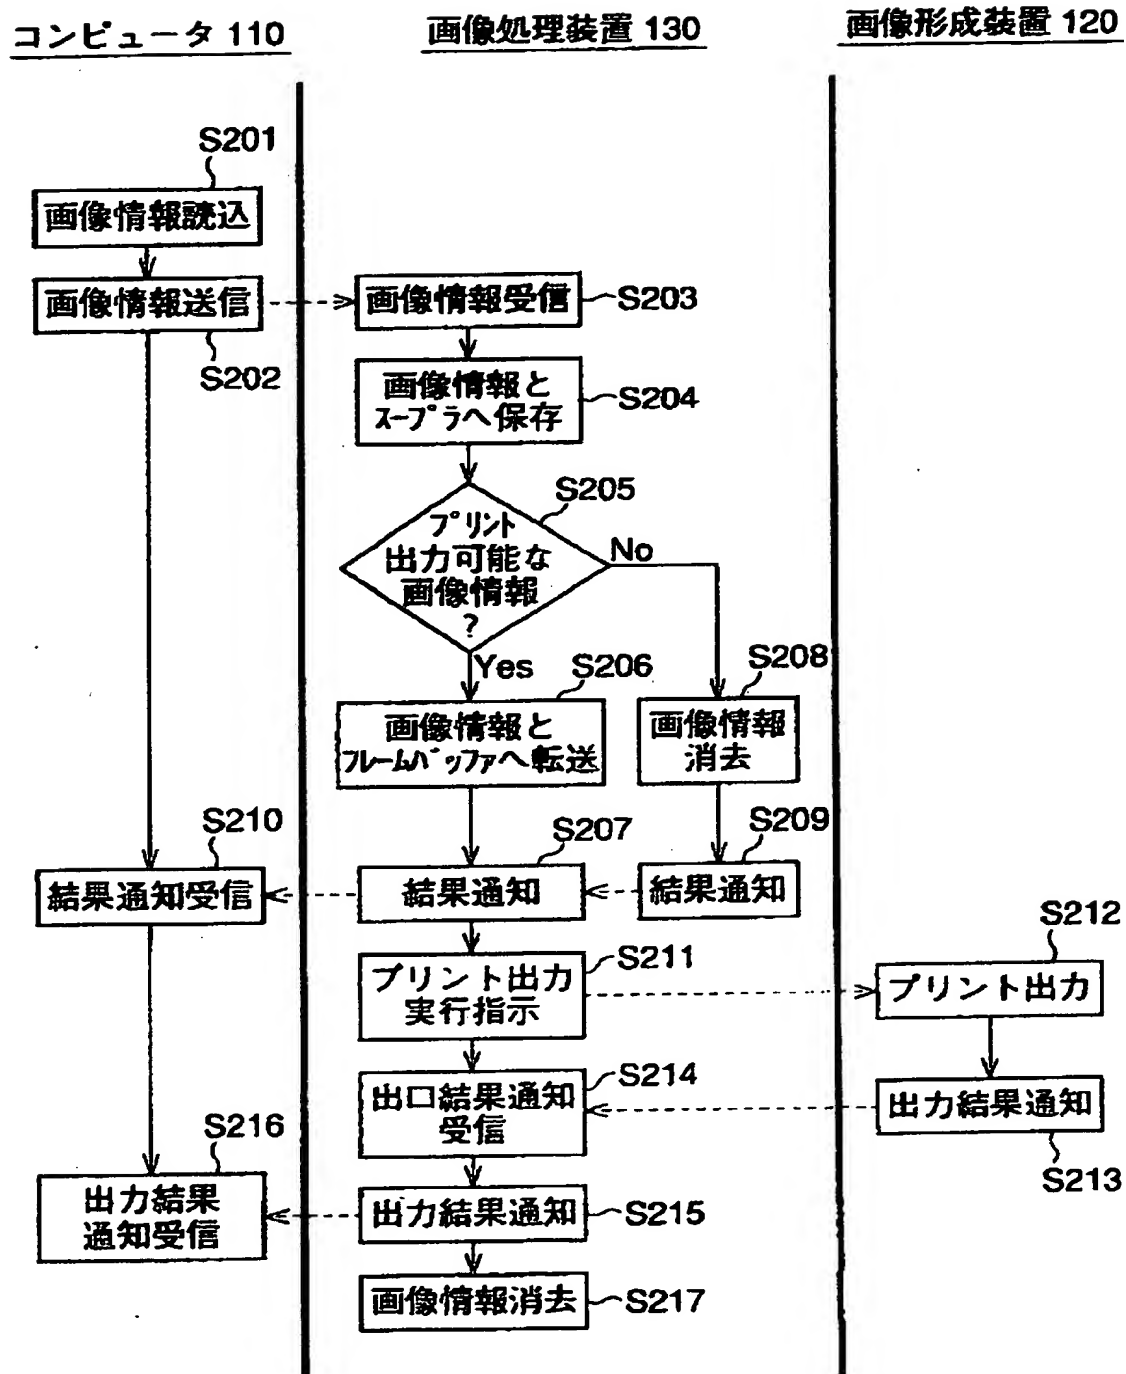 コンピュータ 110
画像処理装置 130
画像形成装置 120
S201
画像情報読込
画像情報送信
S202
画像情報受信
S203
画像情報と
スープラへ保存
S204
S205
プリント
出力可能な
画像情報
?
No
Yes
S206
画像情報と
フレームバッファへ転送
S208
画像情報
消去
S210
結果通知受信
S207
結果通知
S209
結果通知
プリント出力
実行指示
S211
S212
プリント出力
出口結果通知
受信
S214
出力結果通知
S213
S216
出力結果
通知受信
出力結果通知
S215
画像情報消去
S217